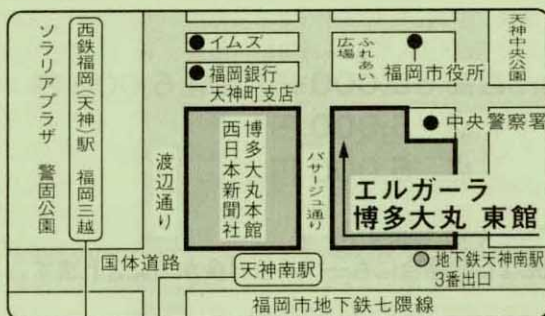 ソラリアプラザ 警固公園
西鉄福岡(天神)駅 福岡三越
渡辺通り
国体道路
イムズ
福岡銀行
天神町支店
博多大丸本館
西日本新聞社
パサージュ通り
天神南駅
ふれあい
広場
福岡市役所
天神中央公園
中央警察署
エルガーラ
博多大丸 東館
地下鉄天神南駅
3番出口
福岡市地下鉄七隈線